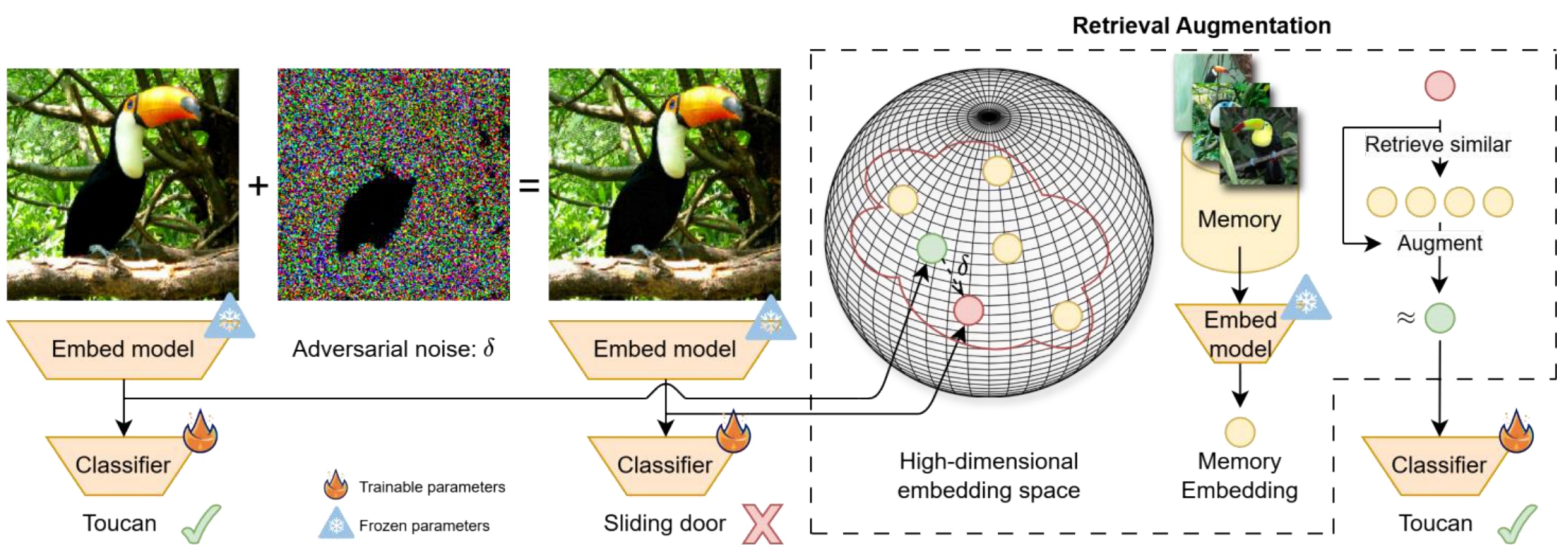 Retrieval Augmentation
+
=
Embed model
Adversarial noise: δ
Embed model
Classifier
Classifier
Trainable parameters
Frozen parameters
Toucan
Sliding door
δ
High-dimensional
embedding space
Memory
Embed
model
Memory
Embedding
Retrieve similar
Augment
≈
Classifier
Toucan